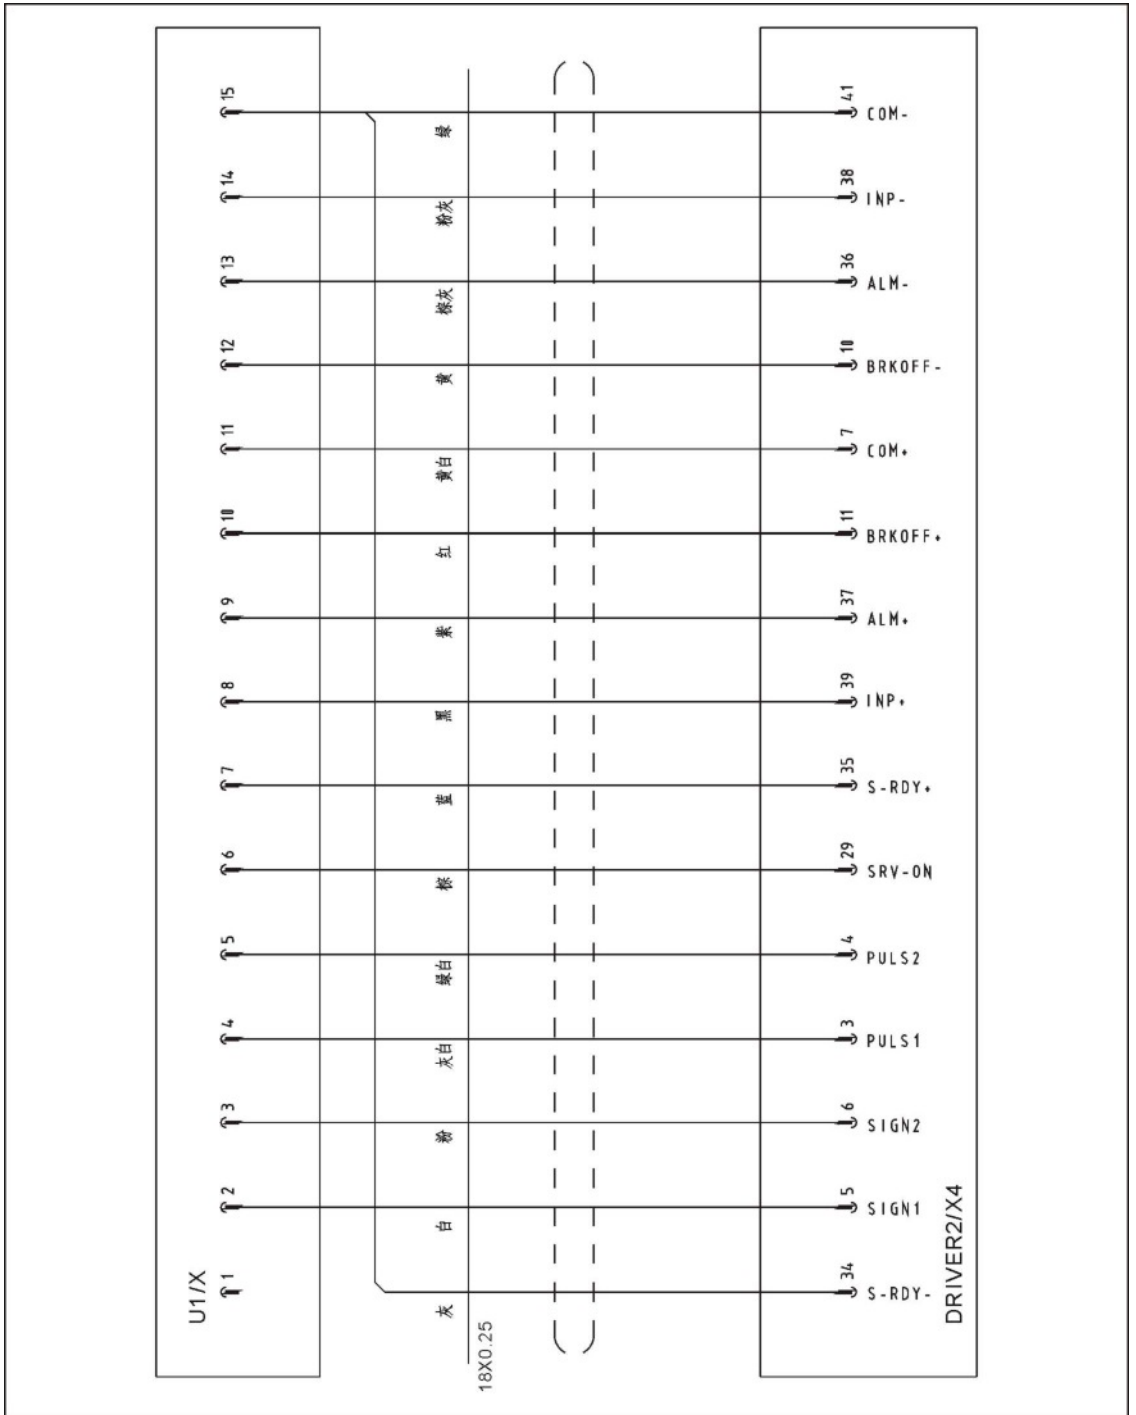 15 绿 41 COM-
14 粉灰 38 INP-
13 棕灰 36 ALM-
12 黄 10 BRKOFF-
11 黄白 7 COM+
10 红 11 BRKOFF+
9 紫 37 ALM+
8 黑 39 INP+
7 蓝 35 S-RDY+
6 棕 29 SRV-ON
5 绿白 4 PULS2
4 灰白 3 PULS1
3 粉 6 SIGN2
2 白 5 SIGN1
1 灰 34 S-RDY-
U1/X
18X0.25
DRIVER2/X4